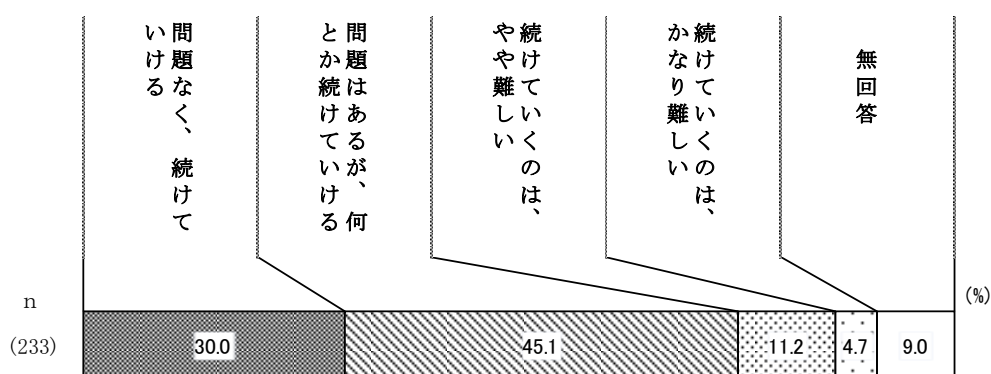 問題なく、続けて
いける
問題はあるが、何
とか続けていける
続けていくのは、
やや難しい
続けていくのは、
かなり難しい
無回答
n
(%)
(233)
30.0
45.1
11.2
4.7
9.0